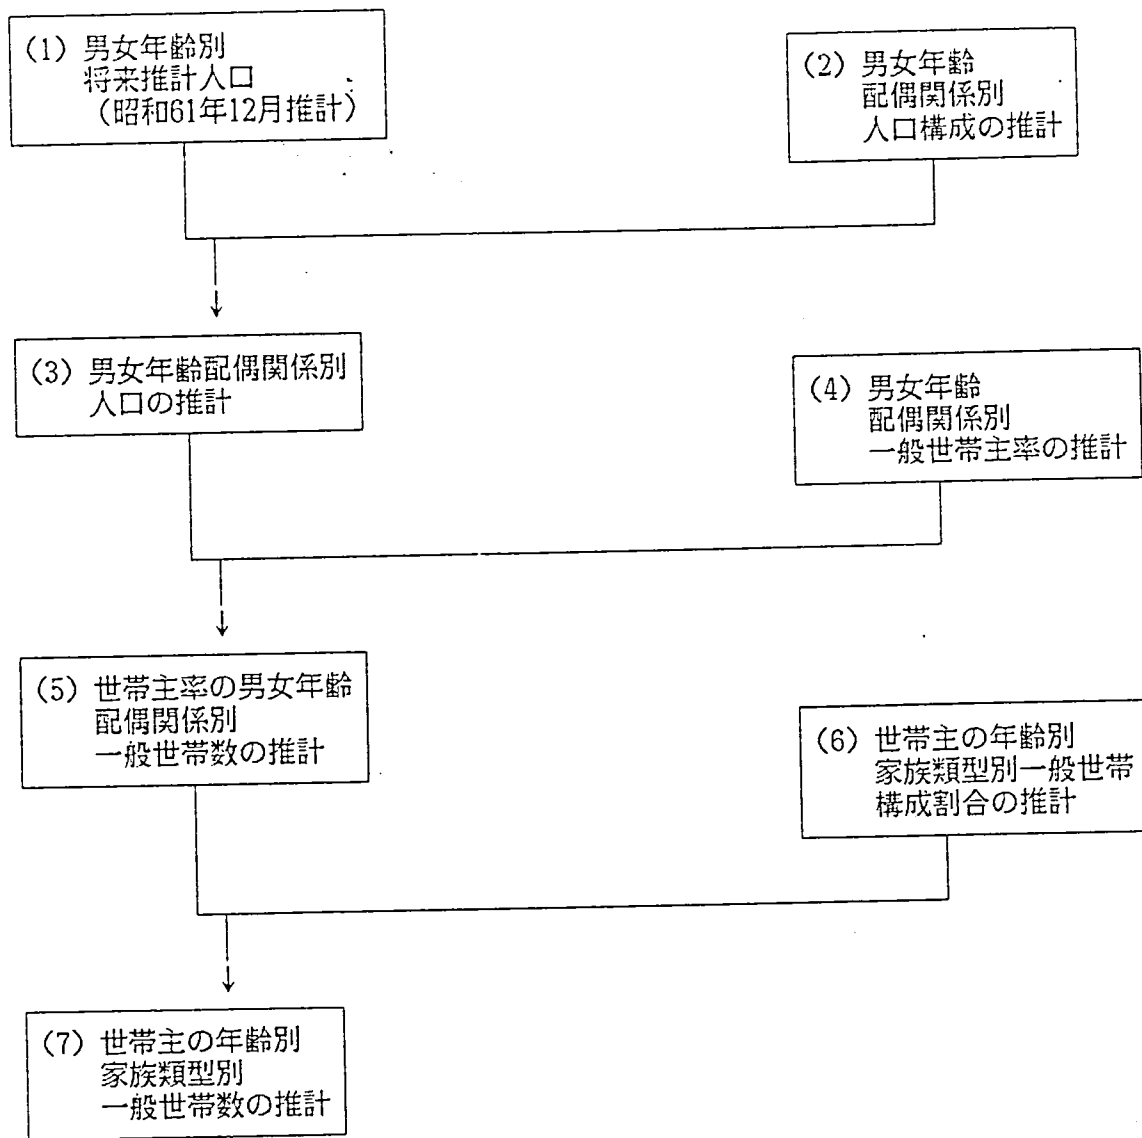 (1) 男女年齢別
将来推計人口
(昭和61年12月推計)
(2) 男女年齢
配偶関係別
人口構成の推計
(3) 男女年齢配偶関係別
人口の推計
(4) 男女年齢
配偶関係別
一般世帯主率の推計
(5) 世帯主率の男女年齢
配偶関係別
一般世帯数の推計
(6) 世帯主の年齢別
家族類型別一般世帯
構成割合の推計
(7) 世帯主の年齢別
家族類型別
一般世帯数の推計